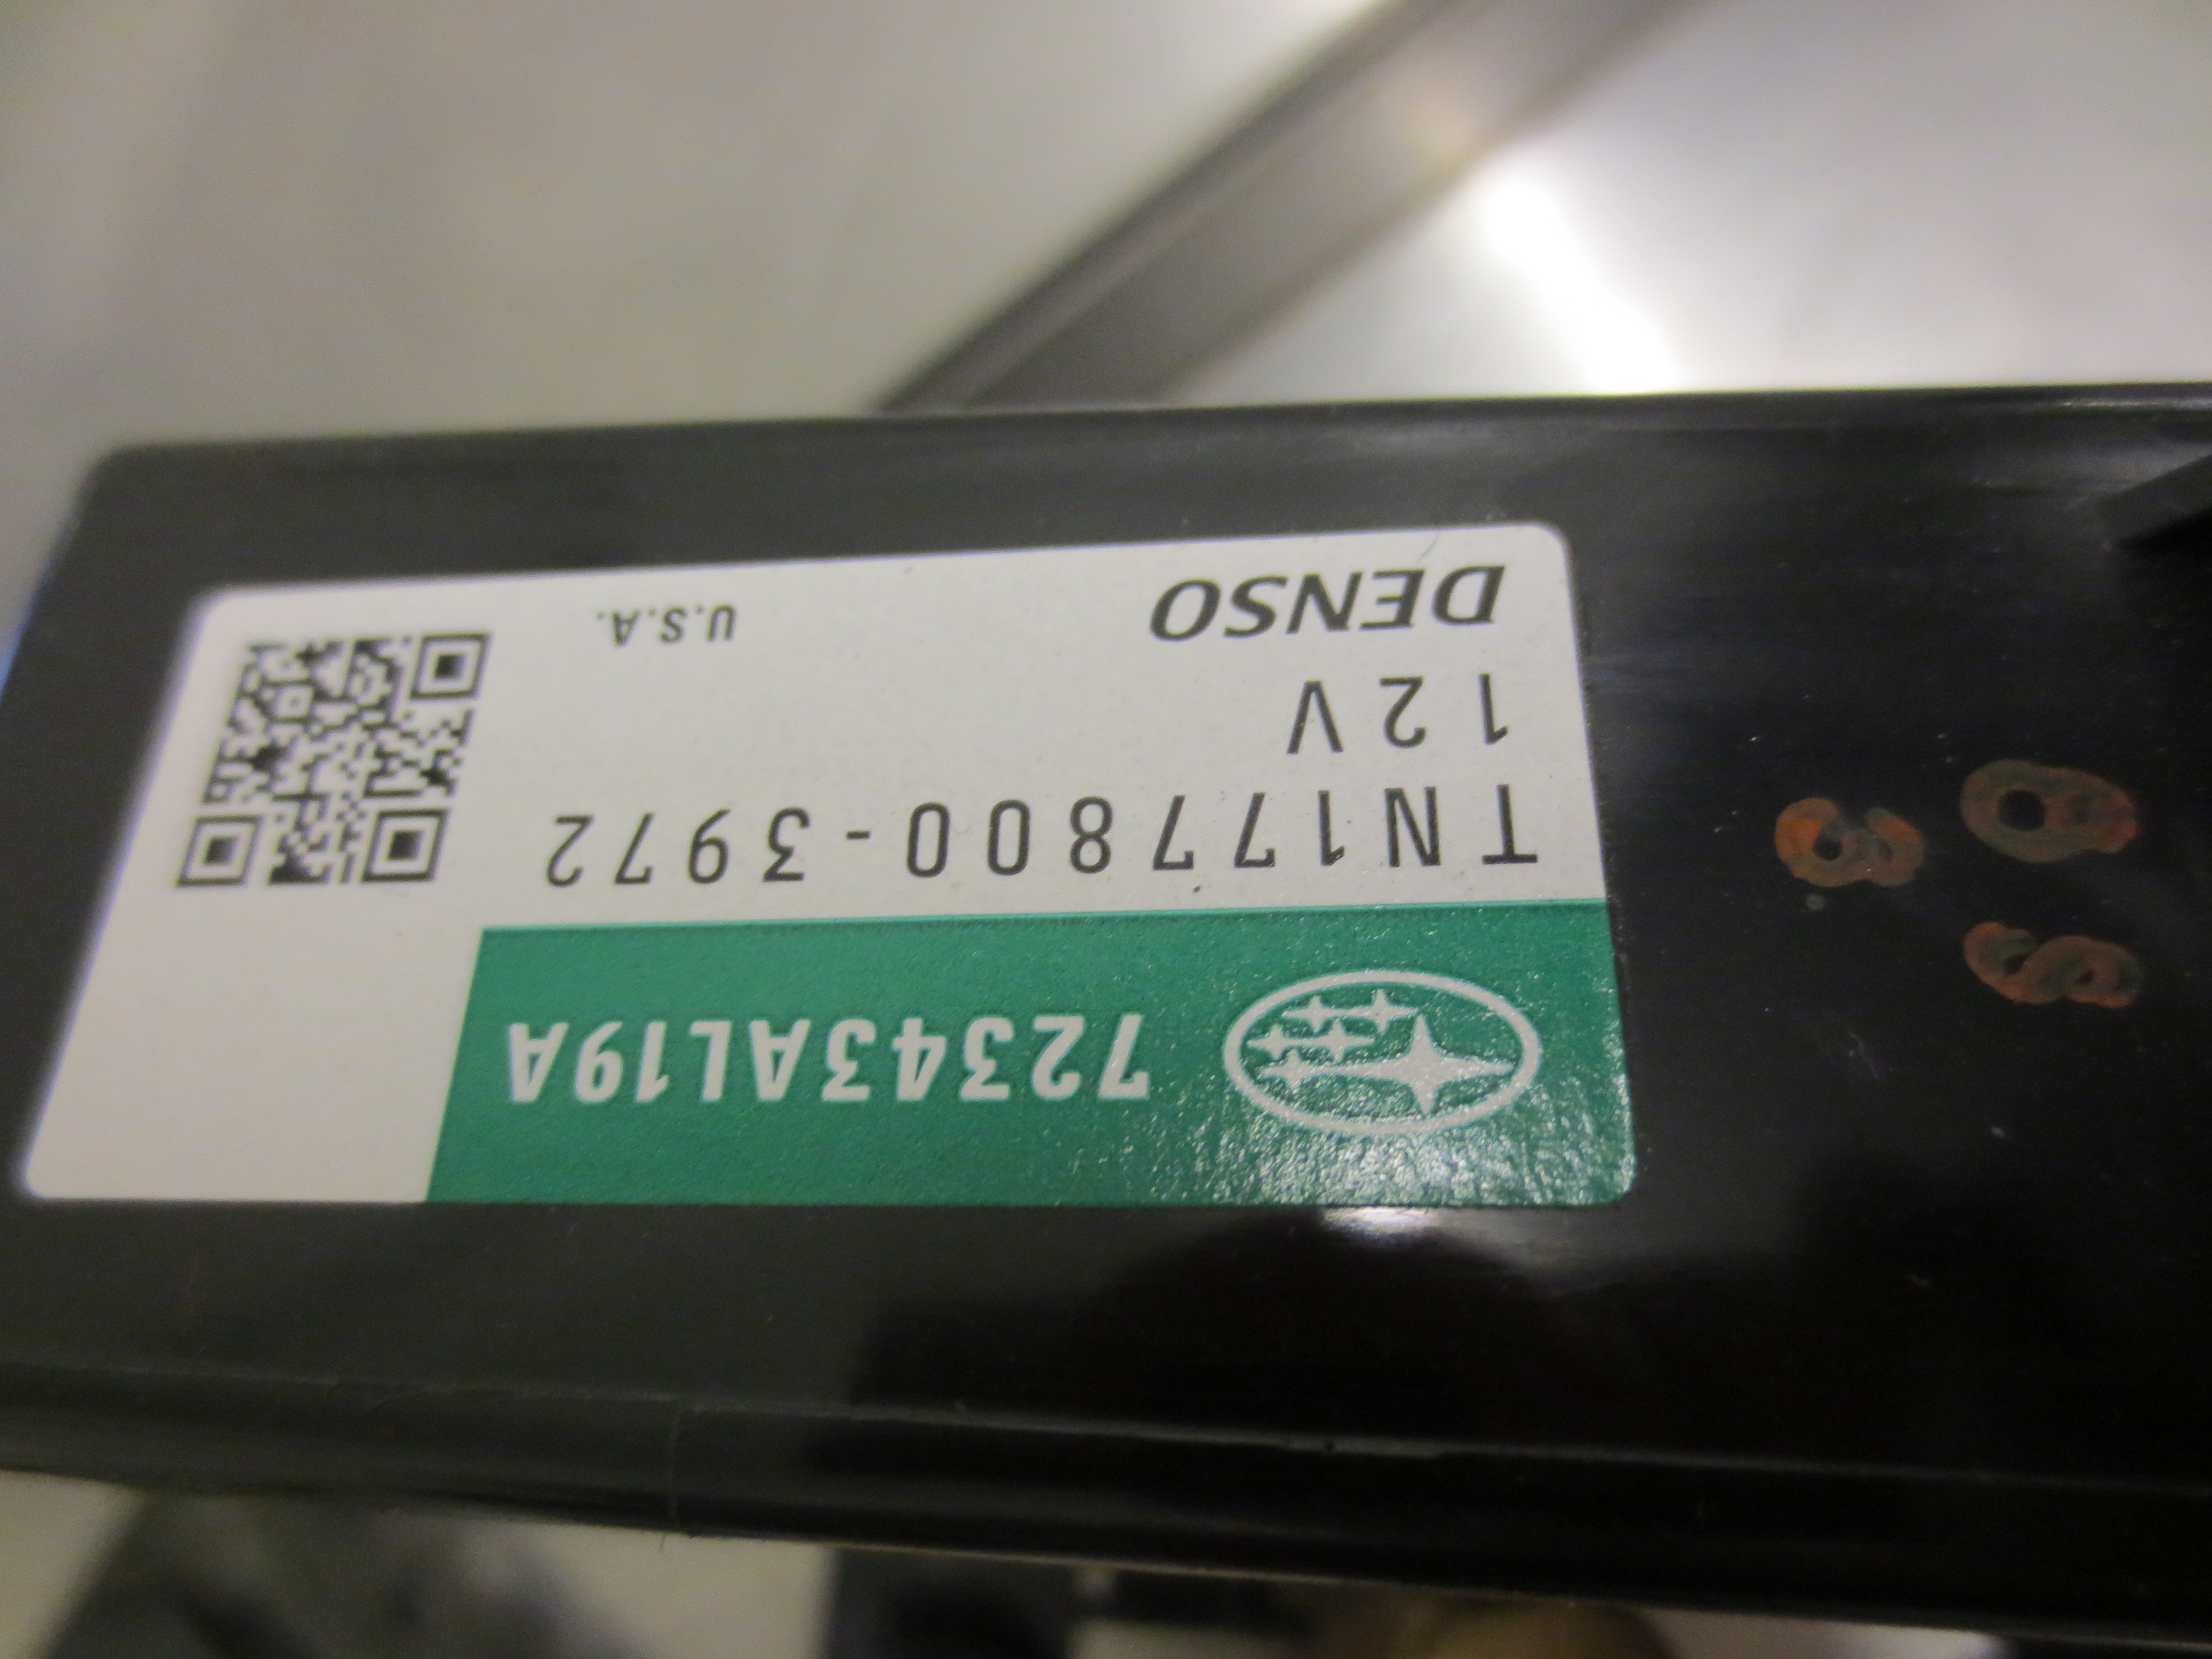 72343AL19A
TN177800-3972
12V
DENSO
U.S.A.